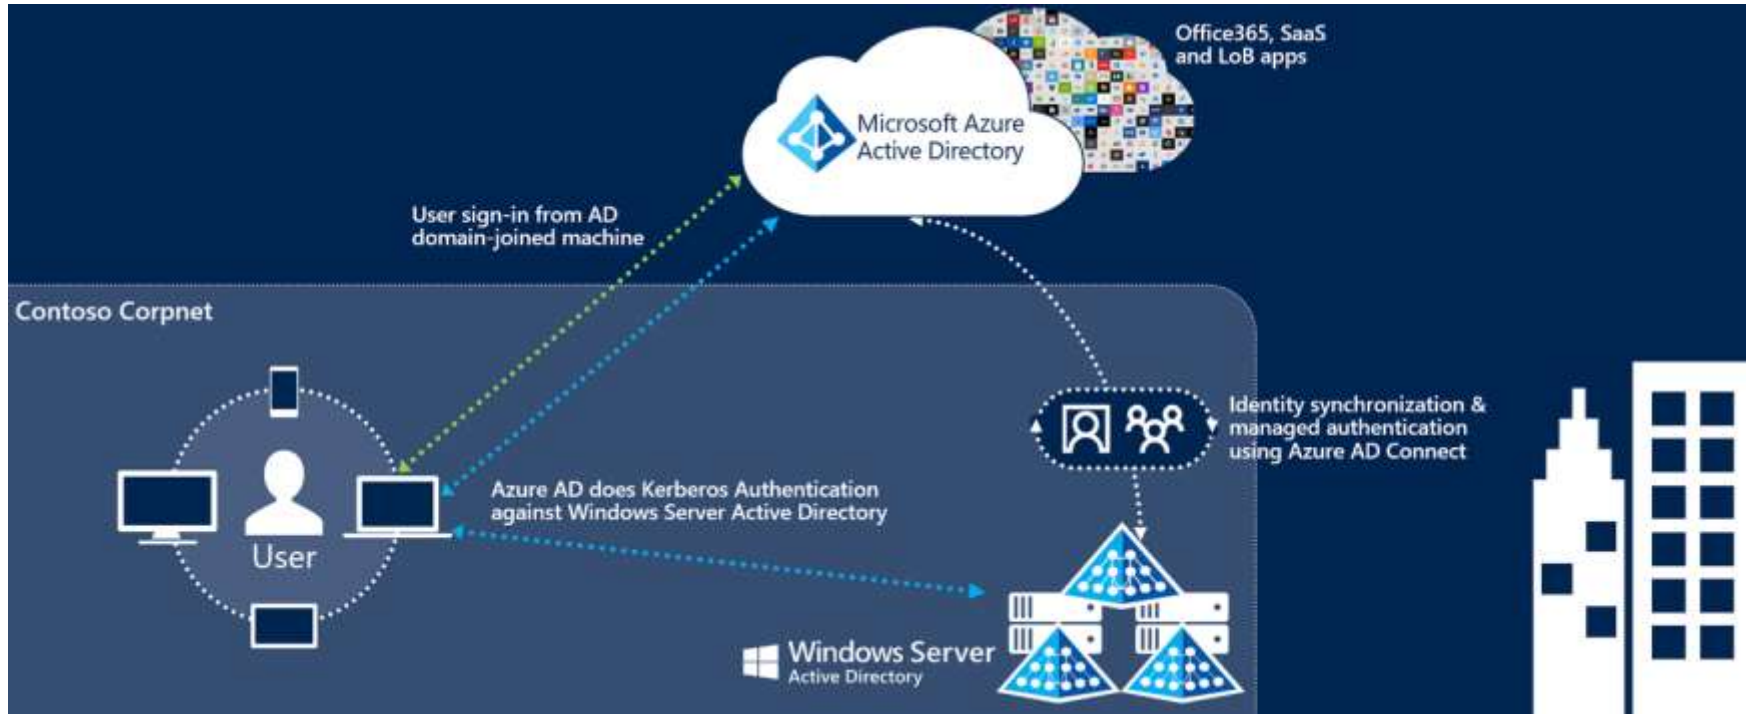 Office365, SaaS
and LoB apps
Microsoft Azure
Active Directory
User sign-in from AD
domain-joined machine
Contoso Corpnet
Identity synchronization &
managed authentication
using Azure AD Connect
Azure AD does Kerberos Authentication
against Windows Server Active Directory
User
Windows Server
Active Directory